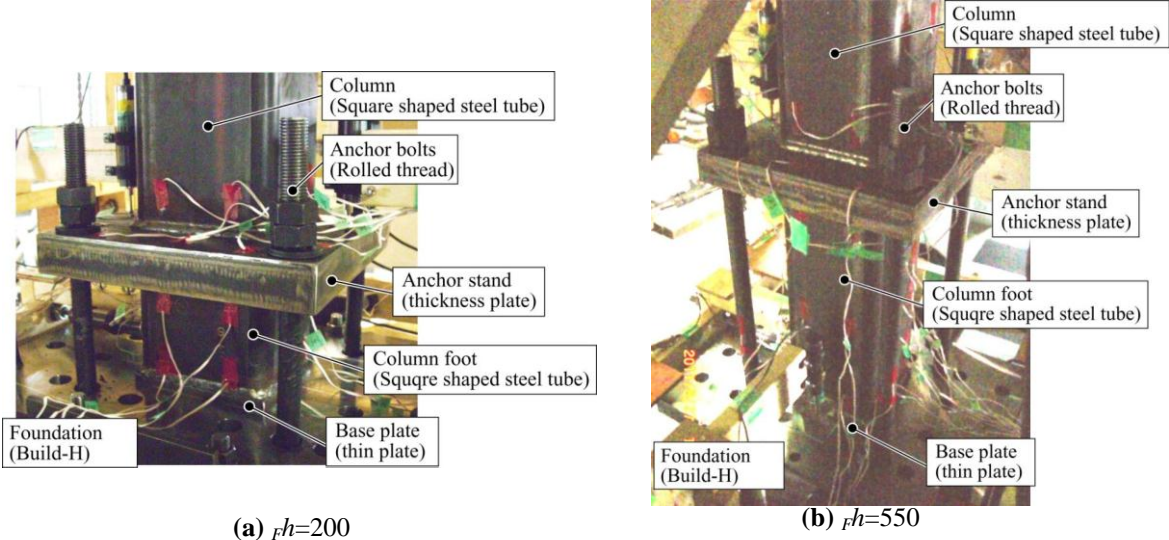 Column
(Square shaped steel tube)
Anchor bolts
(Rolled thread)
Anchor stand
(thickness plate)
Column foot
(Squqre shaped steel tube)
Base plate
(thin plate)
Foundation
(Build-H)
(a) Fh=200
Column
(Square shaped steel tube)
Anchor bolts
(Rolled thread)
Anchor stand
(thickness plate)
Column foot
(Squqre shaped steel tube)
Base plate
(thin plate)
Foundation
(Build-H)
(b) Fh=550